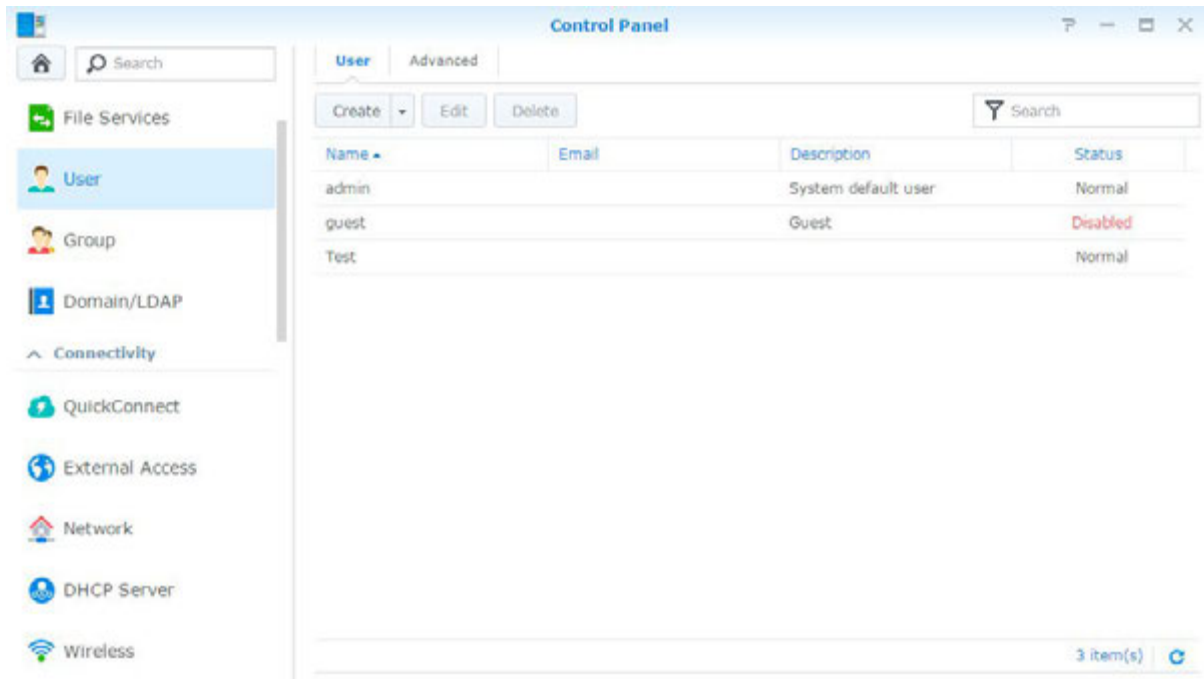 Control Panel
Search
File Services
User
Group
Domain/LDAP
Connectivity
QuickConnect
External Access
Network
DHCP Server
Wireless
User Advanced
Create Edit Delete Search
Name Email Description Status
admin System default user Normal
guest Guest Disabled
Test Normal
3 item(s)